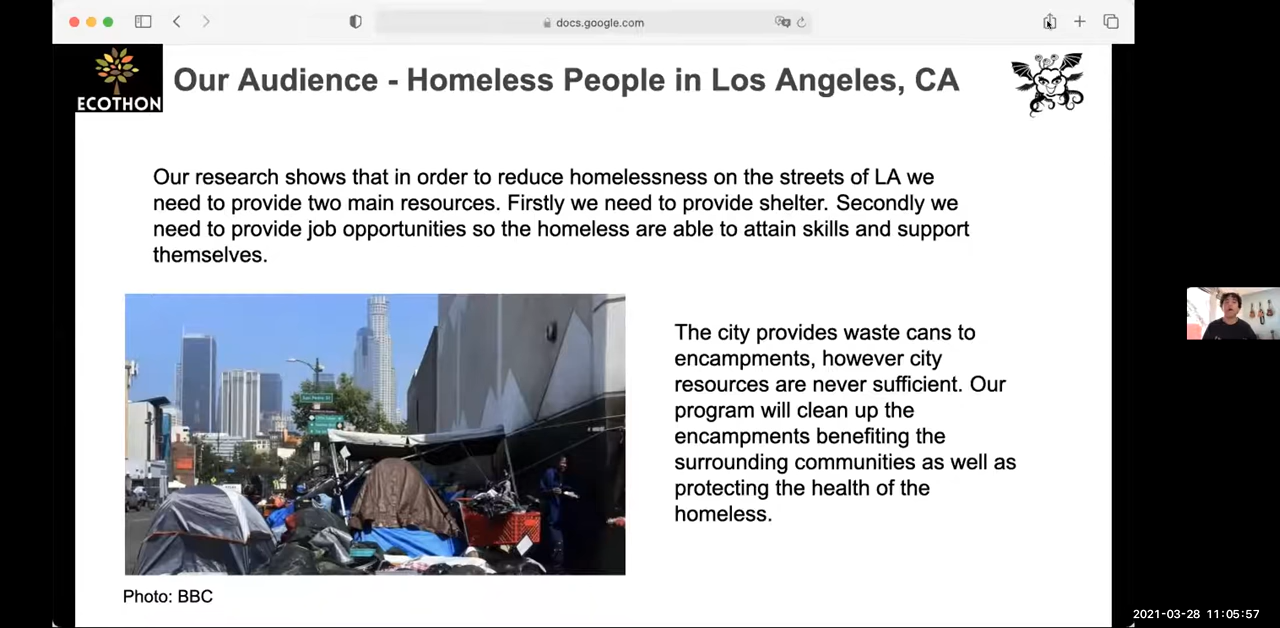 docs.google.com
ECOTHON
Our Audience - Homeless People in Los Angeles, CA
Our research shows that in order to reduce homelessness on the streets of LA we
need to provide two main resources. Firstly we need to provide shelter. Secondly we
need to provide job opportunities so the homeless are able to attain skills and support
themselves.
The city provides waste cans to
encampments, however city
resources are never sufficient. Our
program will clean up the
encampments benefiting the
surrounding communities as well as
protecting the health of the
homeless.
San Pedro St
Photo: BBC
2021-03-28 11:05:57